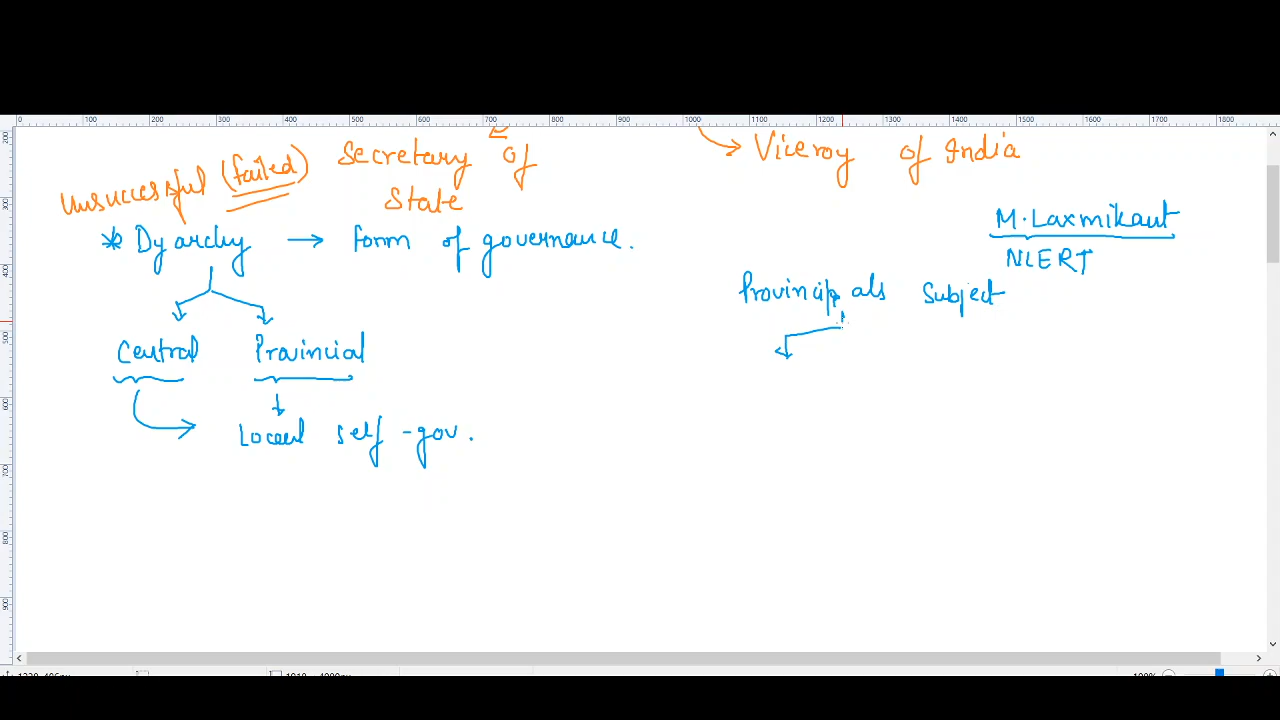 Secretary of
State
Viceroy of India
Unsuccessful (failed)
* Dyarchy → form of governance.
M. Laxmikant
NCERT
Provincipals Subject
Central Provincial
Local self-gov.